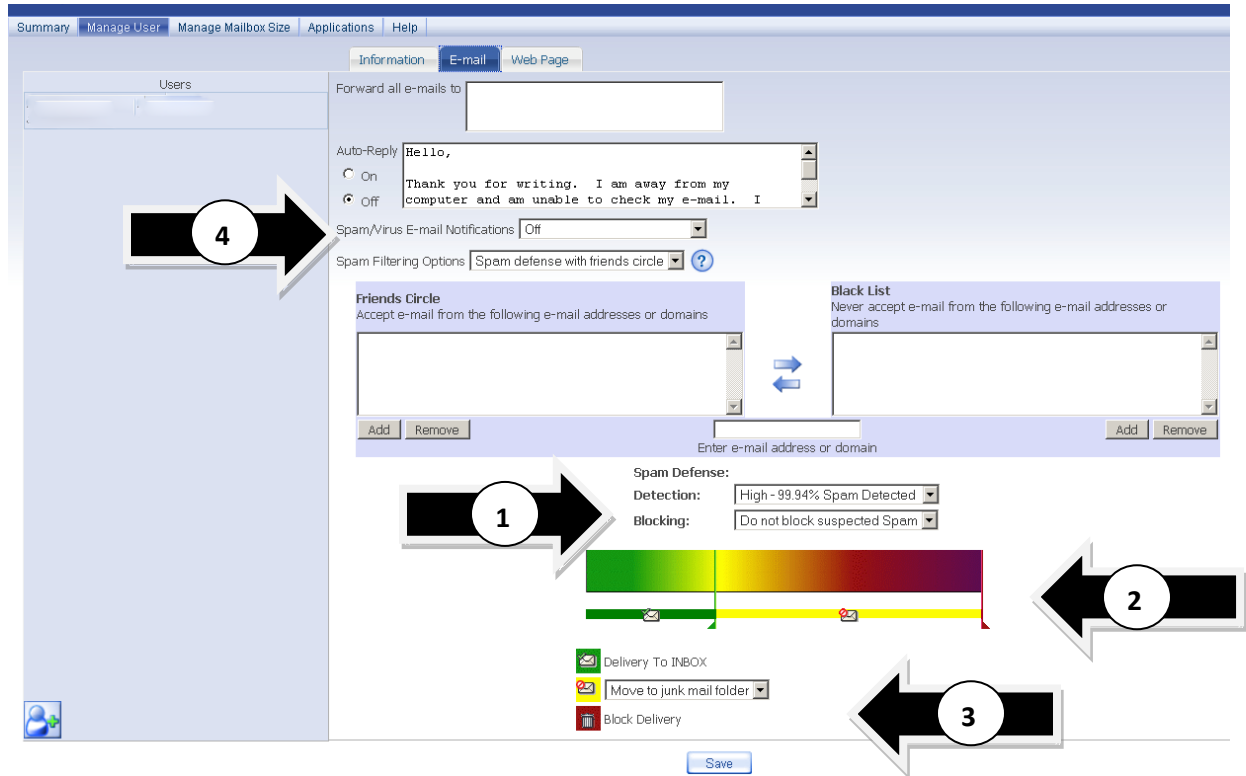 Summary Manage User Manage Mailbox Size Applications Help
Information E-mail Web Page
Users
Forward all e-mails to
Auto-Reply
On
Off
Hello,
Thank you for writing. I am away from my
computer and am unable to check my e-mail. I
4
Spam/Virus E-mail Notifications Off
Spam Filtering Options Spam defense with friends circle ?
Friends Circle
Accept e-mail from the following e-mail addresses or domains
Black List
Never accept e-mail from the following e-mail addresses or
domains
Add Remove
Enter e-mail address or domain
Add Remove
1
Spam Defense:
Detection: High - 99.94% Spam Detected
Blocking: Do not block suspected Spam
2
Delivery To INBOX
Move to junk mail folder
Block Delivery
3
Save